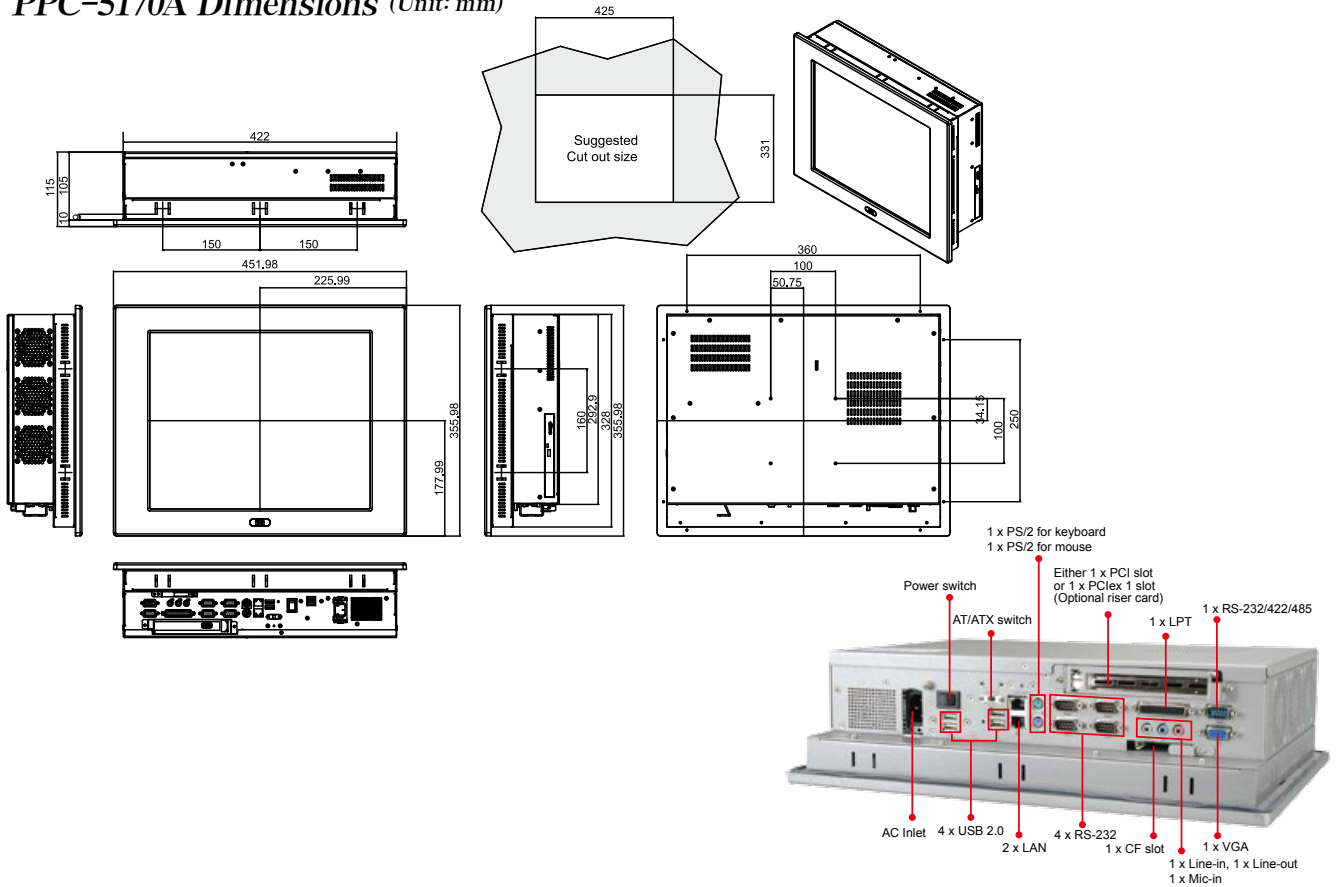 PPC-5170A Dimensions (Unit: mm)
425
Suggested
Cut out size
331
422
115
105
10
150
150
451.98
225.99
355.98
177.99
160
292.9
328
355.98
360
100
50.75
34.15
100
250
1 x PS/2 for keyboard
1 x PS/2 for mouse
Power switch
AT/ATX switch
Either 1 x PCI slot
or 1 x PCIex 1 slot
(Optional riser card)
1 x LPT
1 x RS-232/422/485
AC Inlet
4 x USB 2.0
2 x LAN
4 x RS-232
1 x CF slot
1 x VGA
1 x Line-in, 1 x Line-out
1 x Mic-in